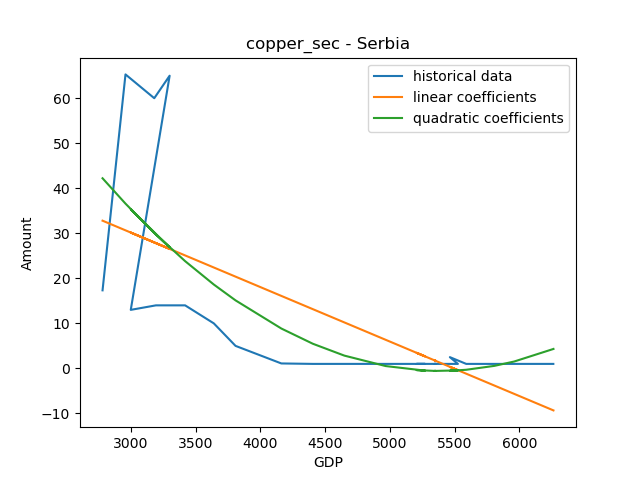 copper_sec - Serbia
historical data
linear coefficients
quadratic coefficients
60
50
40
30
20
10
0
−10
Amount
3000 3500 4000 4500 5000 5500 6000
GDP